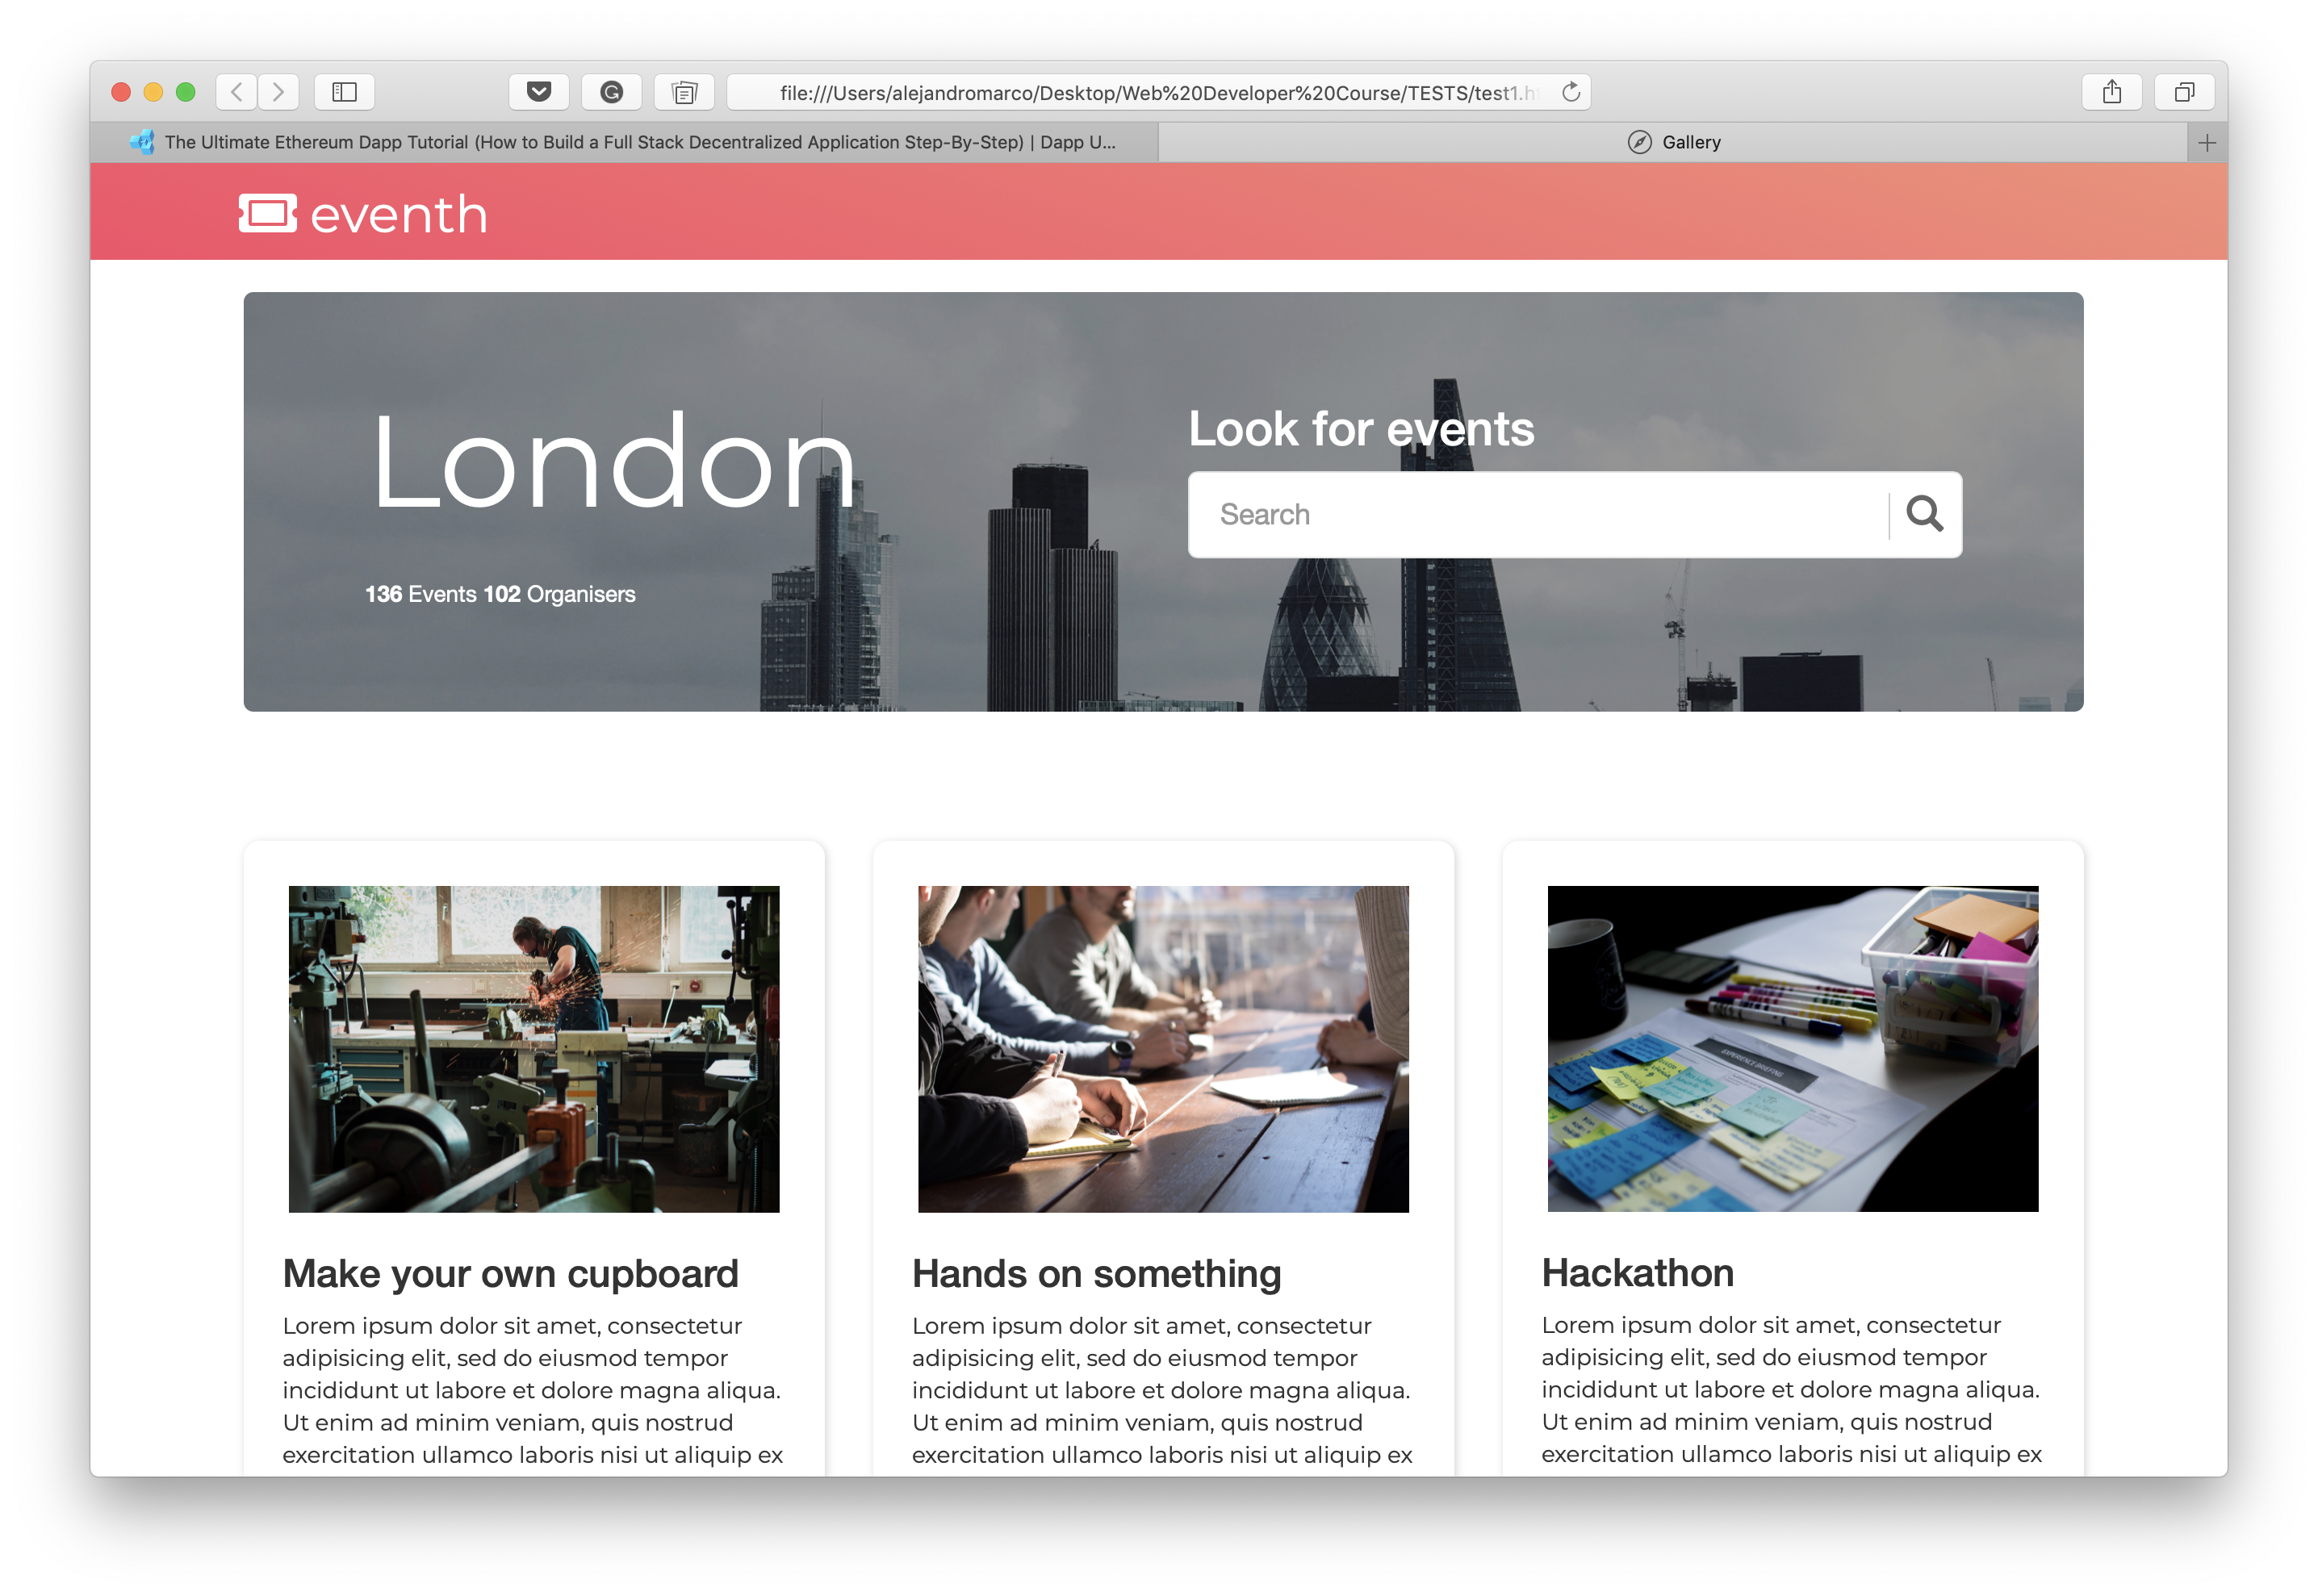 file:///Users/alejandromarco/Desktop/Web%20Developer%20Course/TESTS/test1.h
The Ultimate Ethereum Dapp Tutorial (How to Build a Full Stack Decentralized Application Step-By-Step) | Dapp U...
Gallery
eventh
London
136 Events 102 Organisers
Look for events
Search
EXPERIENCE BRIEFING
Make your own cupboard
Lorem ipsum dolor sit amet, consectetur
adipisicing elit, sed do eiusmod tempor
incididunt ut labore et dolore magna aliqua.
Ut enim ad minim veniam, quis nostrud
exercitation ullamco laboris nisi ut aliquip ex
Hands on something
Lorem ipsum dolor sit amet, consectetur
adipisicing elit, sed do eiusmod tempor
incididunt ut labore et dolore magna aliqua.
Ut enim ad minim veniam, quis nostrud
exercitation ullamco laboris nisi ut aliquip ex
Hackathon
Lorem ipsum dolor sit amet, consectetur
adipisicing elit, sed do eiusmod tempor
incididunt ut labore et dolore magna aliqua.
Ut enim ad minim veniam, quis nostrud
exercitation ullamco laboris nisi ut aliquip ex